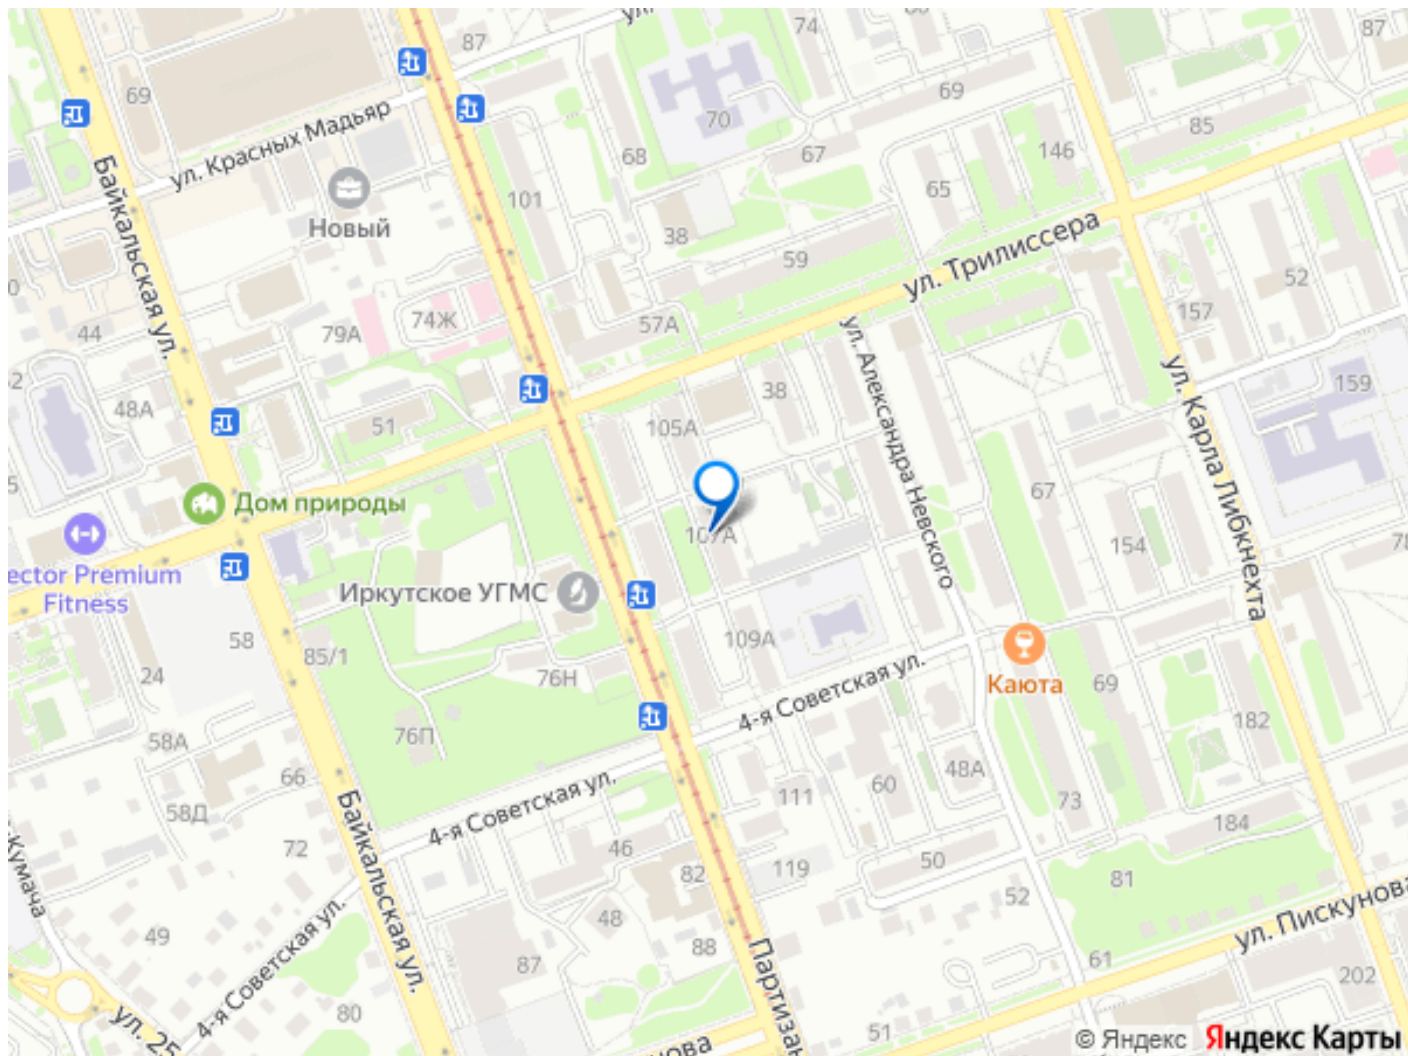 87
74
87
69
70
69
ул. Красных Мадьяр
68
67
85
146
Новый
101
65
38
Байкальская ул.
59
ул. Трилиссера
52
44
79А
74Ж
57А
157
48А
51
105А
38
ул. Александра Невского
ул. Карла Либкнехта
159
Дом природы
67
107А
154
ector Premium
Fitness
Иркутское УГМС
58
85/1
109А
24
76Н
Каюта
69
4-я Советская ул.
182
58А
76П
66
60
48А
111
58Д
Байкальская ул.
4-я Советская ул.
73
184
72
46
50
82
119
81
52
Кумача
49
4-я Советская ул.
48
88
87
Партизан
61
ул. Пискунова
202
80
ул. 25
51
нова
© Яндекс Яндекс Карты